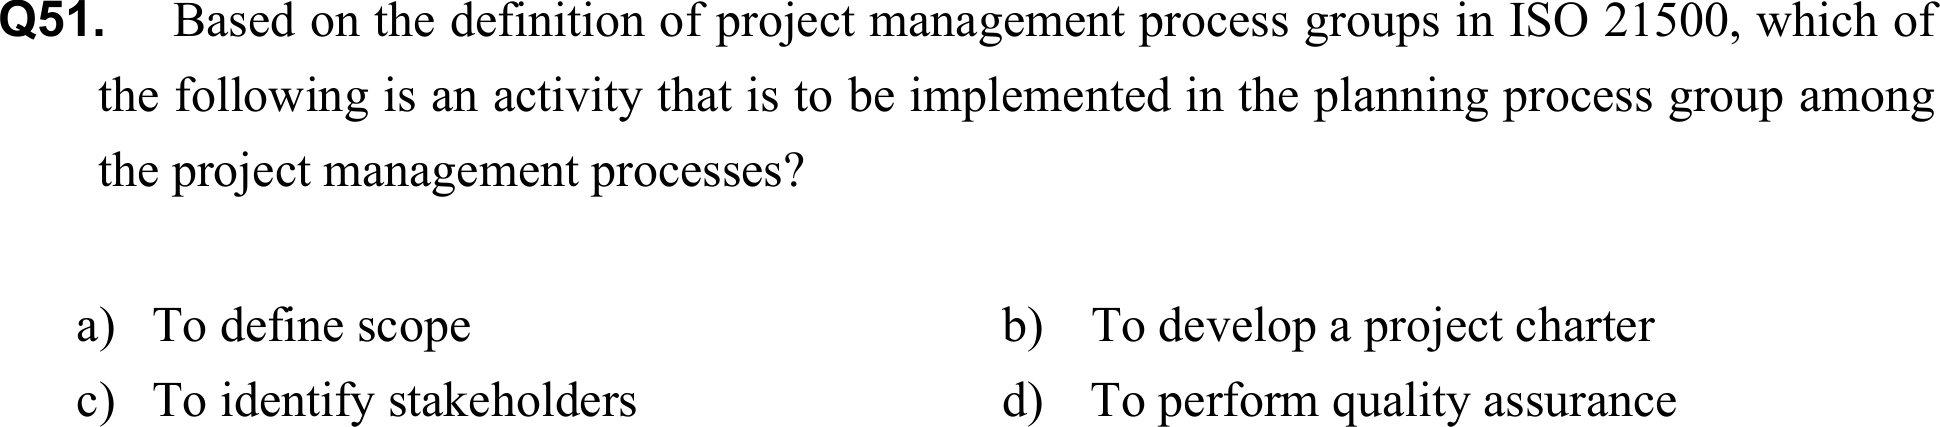 Q51. Based on the definition of project management process groups in ISO 21500, which of
the following is an activity that is to be implemented in the planning process group among
the project management processes?
a) To define scope b) To develop a project charter
c) To identify stakeholders d) To perform quality assurance